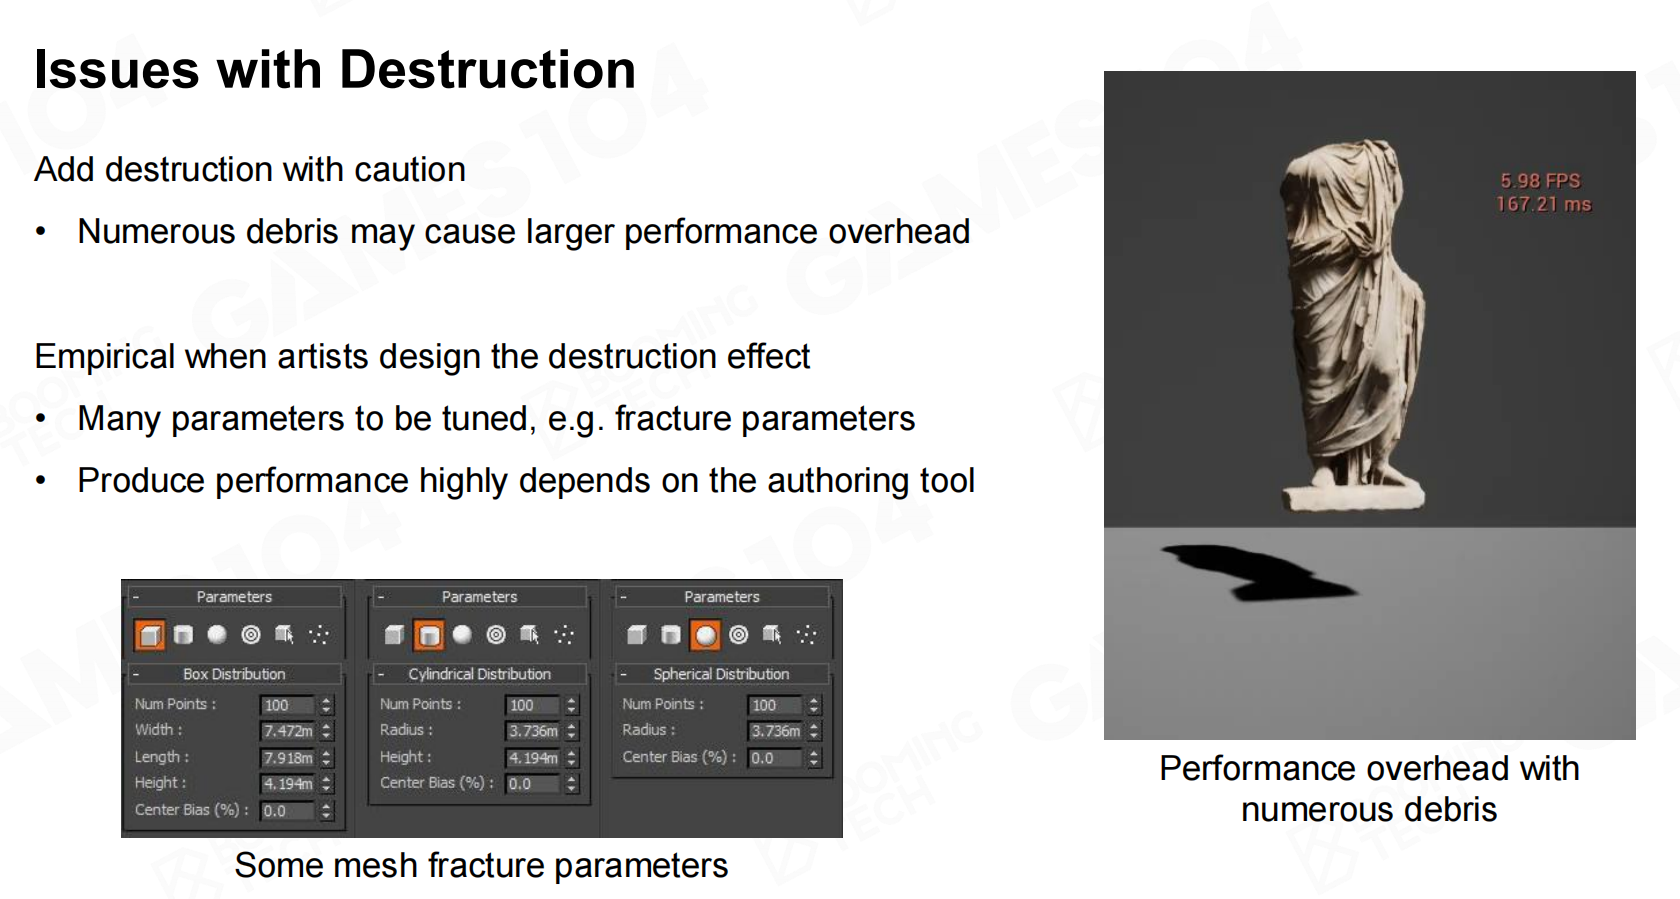 Issues with Destruction
Add destruction with caution
• Numerous debris may cause larger performance overhead
Empirical when artists design the destruction effect
• Many parameters to be tuned, e.g. fracture parameters
• Produce performance highly depends on the authoring tool
- Parameters
- Box Distribution
Num Points : 100
Width : 7.472m
Length : 7.918m
Height : 4.194m
Center Bias (%) : 0.0
- Parameters
- Cylindrical Distribution
Num Points : 100
Radius : 3.736m
Height : 4.194m
Center Bias (%) : 0.0
- Parameters
- Spherical Distribution
Num Points : 100
Radius : 3.736m
Center Bias (%) : 0.0
Some mesh fracture parameters
5.98 FPS
167.21 ms
Performance overhead with
numerous debris
GAMES104
BOOMING
TECH